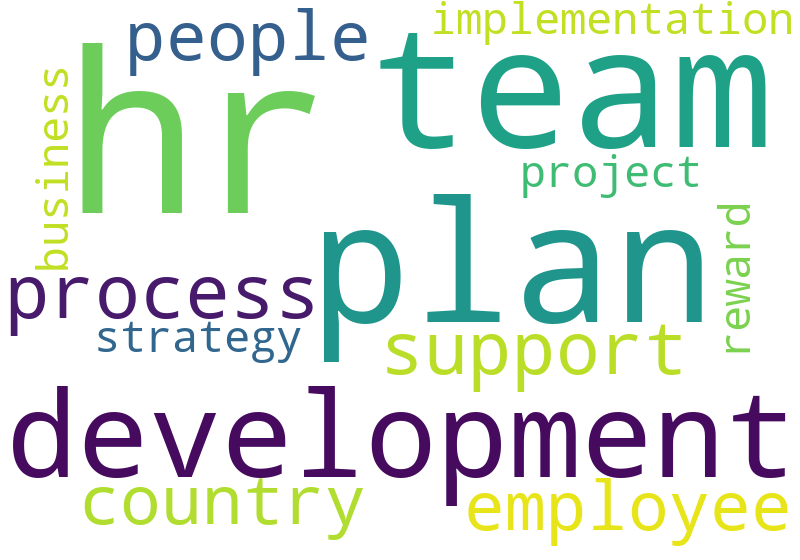 implementation
people
hr
team
business
project
plan
reward
process
strategy
support
development
country
employee